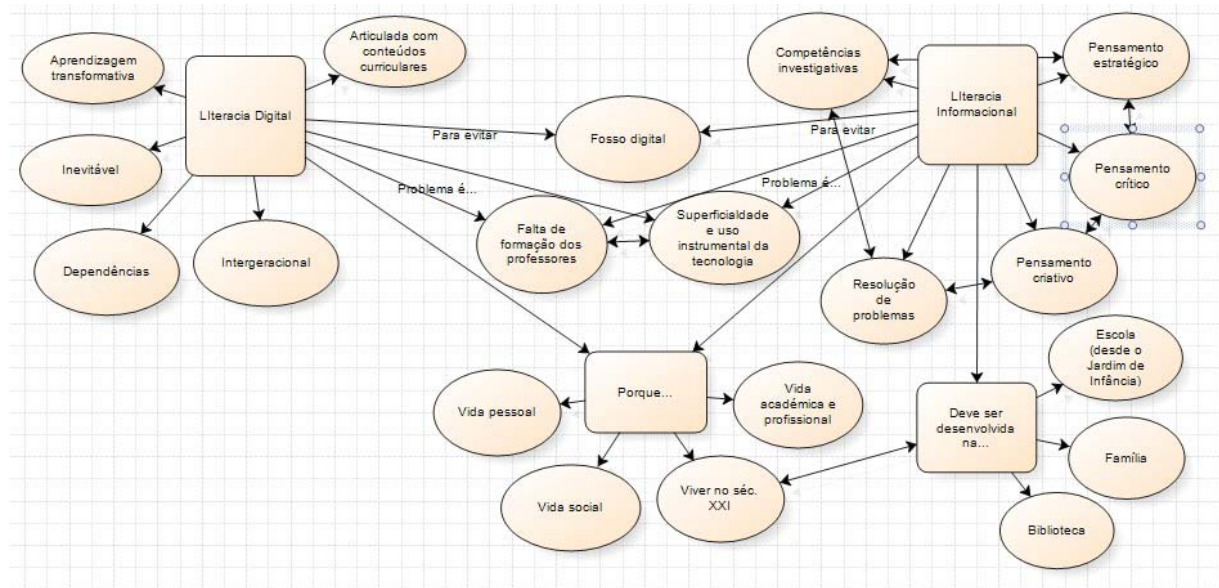 Aprendizagem
transformativa
LIteracia Digital
Articulada com
conteúdos
curriculares
Inevitável
Dependências
Intergeracional
Para evitar
Fosso digital
Para evitar
Problema é...
Problema é...
Falta de
formação dos
professores
Superficialdade
e uso
instrumental da
tecnologia
Competências
investigativas
LIteracia
Informacional
Pensamento
estratégico
Pensamento
crítico
Pensamento
criativo
Resolução
de
problemas
Porque...
Vida pessoal
Vida
académica e
profissional
Vida social
Viver no séc.
XXI
Deve ser
desenvolvida
na...
Escola
(desde o
Jardim de
Infância)
Família
Biblioteca